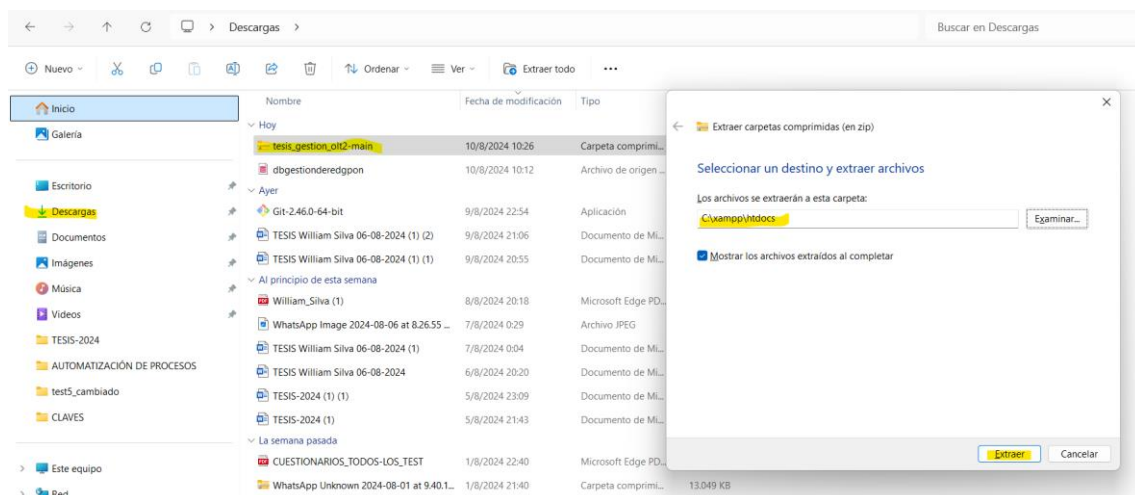 Descargas
Buscar en Descargas
Nuevo
Ordenar
Ver
Extraer todo
Inicio
Galería
Escritorio
Descargas
Documentos
Imágenes
Música
Videos
TESIS-2024
AUTOMATIZACIÓN DE PROCESOS
test5_cambiado
CLAVES
Este equipo
Red
Nombre Fecha de modificación Tipo
Hoy
tesis_gestion_olt2-main 10/8/2024 10:26 Carpeta comprimi...
dbgestionderedgpon 10/8/2024 10:12 Archivo de origen ...
Ayer
Git-2.46.0-64-bit 9/8/2024 22:54 Aplicación
TESIS William Silva 06-08-2024 (1) (2) 9/8/2024 21:06 Documento de Mi...
TESIS William Silva 06-08-2024 (1) (1) 9/8/2024 20:55 Documento de Mi...
Al principio de esta semana
William_Silva (1) 8/8/2024 20:18 Microsoft Edge PD...
WhatsApp Image 2024-08-06 at 8.26.55 ... 7/8/2024 0:29 Archivo JPEG
TESIS William Silva 06-08-2024 (1) 7/8/2024 0:04 Documento de Mi...
TESIS William Silva 06-08-2024 6/8/2024 20:20 Documento de Mi...
TESIS-2024 (1) (1) 5/8/2024 23:09 Documento de Mi...
TESIS-2024 (1) 5/8/2024 21:43 Documento de Mi...
La semana pasada
CUESTIONARIOS_TODOS-LOS_TEST 1/8/2024 22:40 Microsoft Edge PD...
WhatsApp Unknown 2024-08-01 at 9.40.1... 1/8/2024 21:40 Carpeta comprimi... 13.049 KB
Extraer carpetas comprimidas (en zip)
Seleccionar un destino y extraer archivos
Los archivos se extraerán a esta carpeta:
C:\xampp\htdocs
Examinar...
Mostrar los archivos extraídos al completar
Extraer
Cancelar